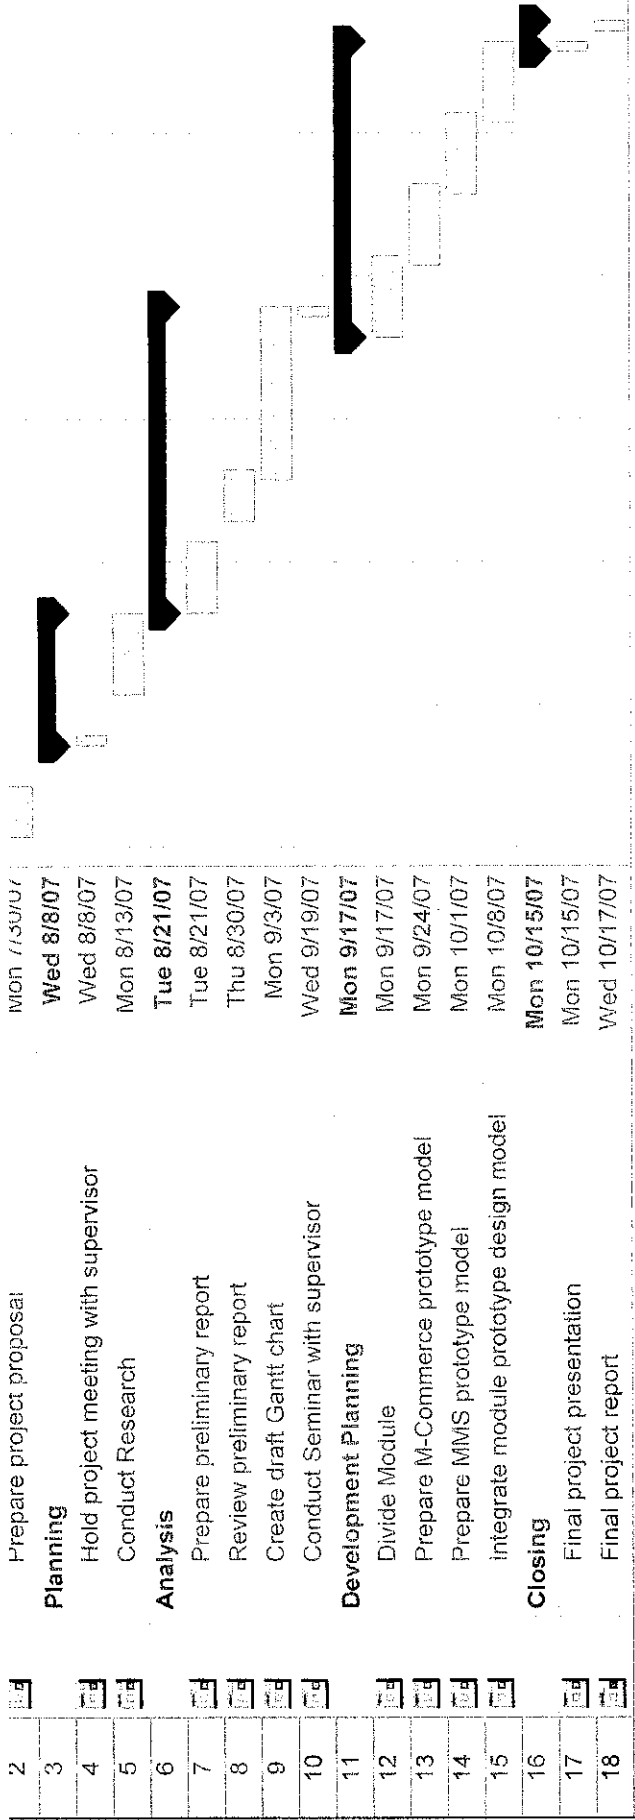 2 Prepare project proposal Mon 7/30/07
3 Planning Wed 8/8/07
4 Hold project meeting with supervisor Wed 8/8/07
5 Conduct Research Mon 8/13/07
6 Analysis Tue 8/21/07
7 Prepare preliminary report Tue 8/21/07
8 Review preliminary report Thu 8/30/07
9 Create draft Gantt chart Mon 9/3/07
10 Conduct Seminar with supervisor Wed 9/19/07
11 Development Planning Mon 9/17/07
12 Divide Module Mon 9/17/07
13 Prepare M-Commerce prototype model Mon 9/24/07
14 Prepare MMS prototype model Mon 10/1/07
15 Integrate module prototype design model Mon 10/8/07
16 Closing Mon 10/15/07
17 Final project presentation Mon 10/15/07
18 Final project report Wed 10/17/07